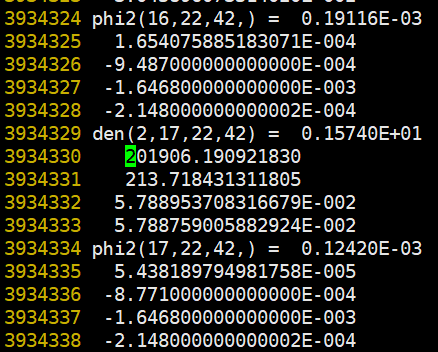 3934324 phi2(16,22,42,) =  0.19116E-03
3934325   1.654075885183071E-004
3934326  -9.487000000000000E-004
3934327  -1.646800000000000E-003
3934328  -2.148000000000002E-004
3934329 den(2,17,22,42) =  0.15740E+01
3934330    201906.190921830
3934331    213.718431311805
3934332   5.788953708316679E-002
3934333   5.788759005882924E-002
3934334 phi2(17,22,42,) =  0.12420E-03
3934335   5.438189794981758E-005
3934336  -8.771000000000000E-004
3934337  -1.646800000000000E-003
3934338  -2.148000000000002E-004